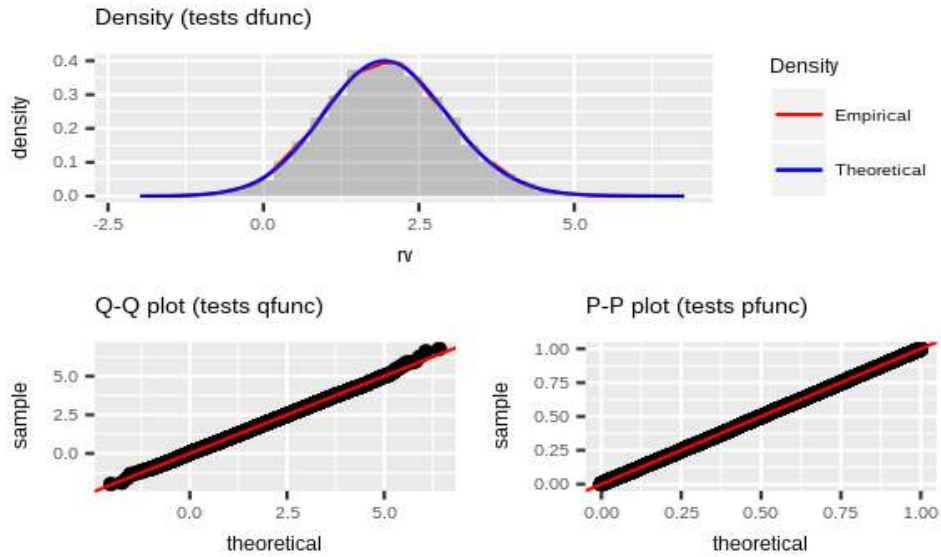 Density (tests dfunc)
0.4
0.3
0.2
0.1
0.0
density
-2.5 0.0 2.5 5.0
rv
Density
Empirical
Theoretical
Q-Q plot (tests qfunc)
5.0
2.5
0.0
sample
0.0 2.5 5.0
theoretical
P-P plot (tests pfunc)
1.00
0.75
0.50
0.25
0.00
sample
0.00 0.25 0.50 0.75 1.00
theoretical